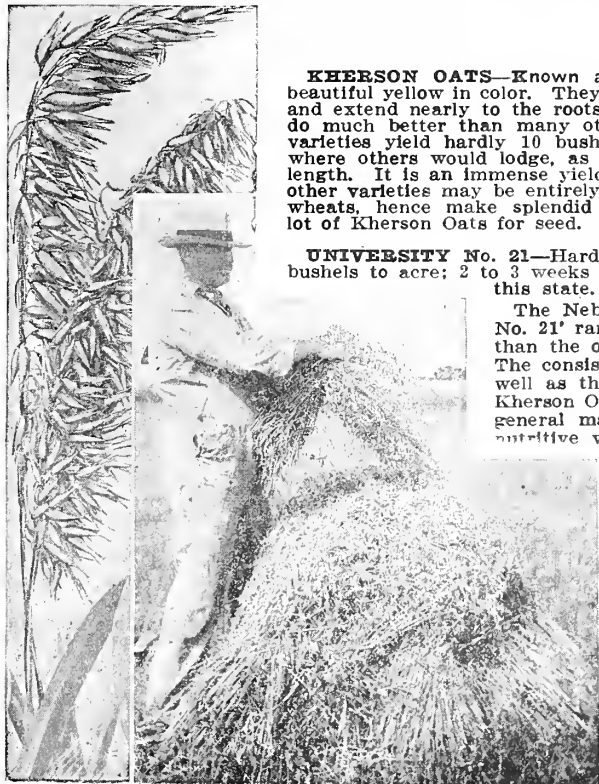 KHERSON OATS—Known a
beautiful yellow in color. They
and extend nearly to the roots
do much better than many ot
varieties yield hardly 10 bush
where others would lodge, as
length. It is an immense yield
other varieties may be entirely
wheats, hence make splendid
lot of Kherson Oats for seed.
UNIVERSITY No. 21—Hard
bushels to acre; 2 to 3 weeks
this state.
The Neb
No. 21' ran
than the o
The consis
well as th
Kherson O
general ma
nutritive v